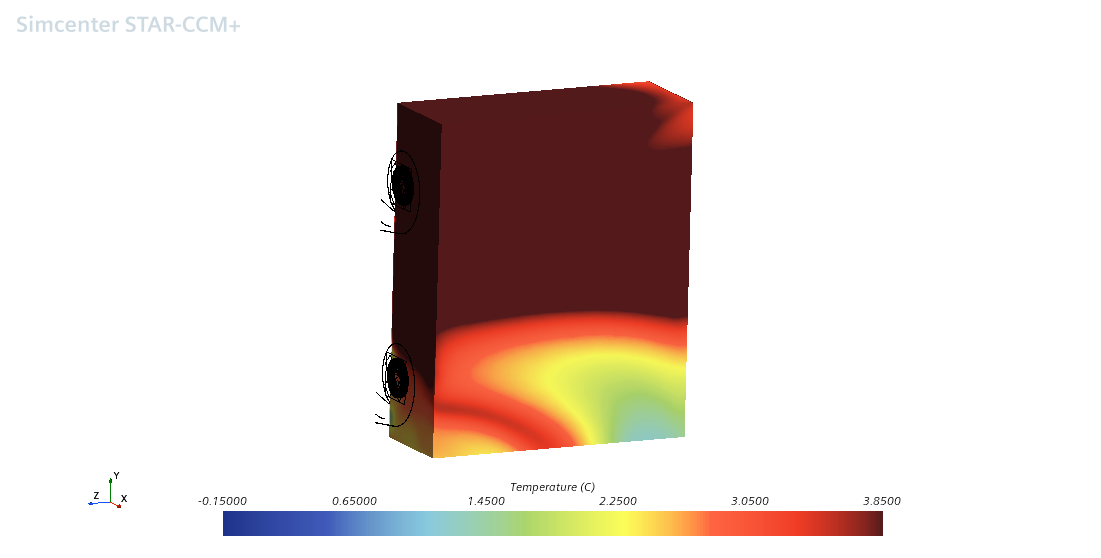 Simcenter STAR-CCM+
Y
Z X
Temperature (C)
-0.15000 0.65000 1.4500 2.2500 3.0500 3.8500